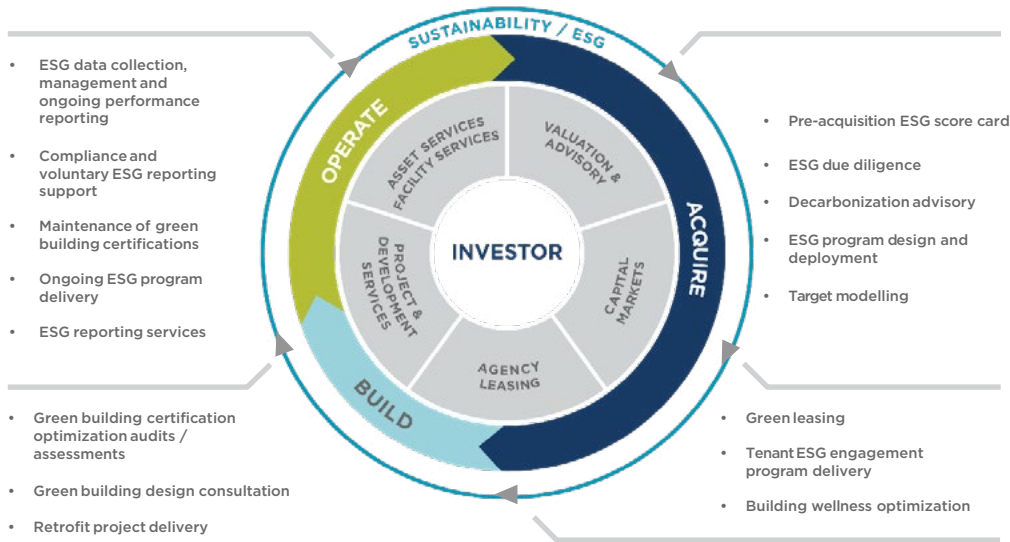 SUSTAINABILITY / ESG
• ESG data collection,
management and
ongoing performance
reporting
• Compliance and
voluntary ESG reporting
support
• Maintenance of green
building certifications
• Ongoing ESG program
delivery
• ESG reporting services
OPERATE
ACQUIRE
BUILD
ASSET SERVICES
FACILITY SERVICES
VALUATION &
ADVISORY
CAPITAL
MARKETS
AGENCY
LEASING
PROJECT &
DEVELOPMENT
SERVICES
INVESTOR
• Pre-acquisition ESG score card
• ESG due diligence
• Decarbonization advisory
• ESG program design and
deployment
• Target modelling
• Green building certification
optimization audits /
assessments
• Green building design consultation
• Retrofit project delivery
• Green leasing
• Tenant ESG engagement
program delivery
• Building wellness optimization